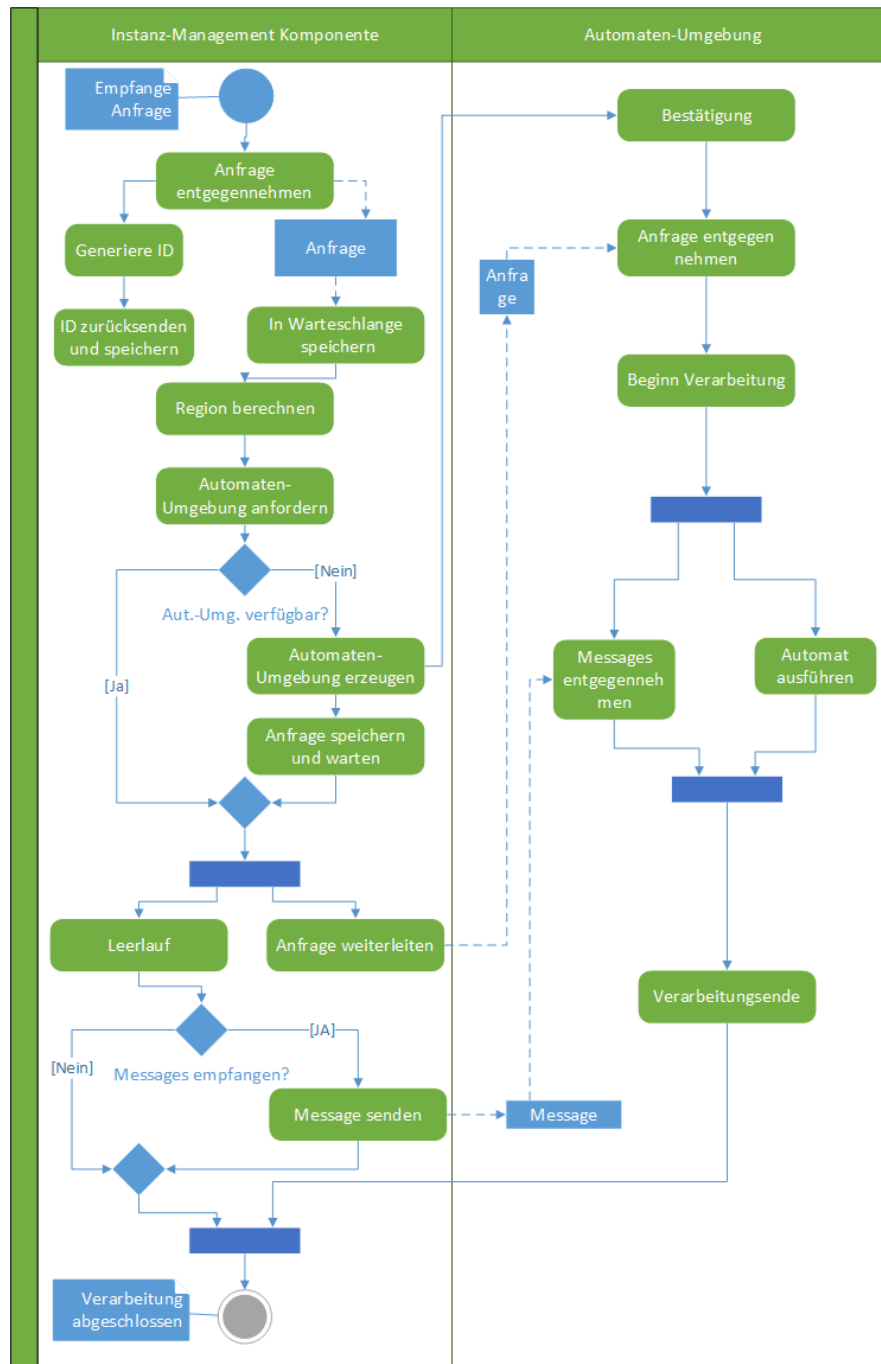 Instanz-Management Komponente
Automaten-Umgebung
Empfange
Anfrage
Anfrage
entgegennehmen
Generiere ID
Anfrage
ID zurücksenden
und speichern
In Warteschlange
speichern
Region berechnen
Automaten-
Umgebung anfordern
[Nein]
Aut.-Umg. verfügbar?
[Ja]
Automaten-
Umgebung erzeugen
Anfrage speichern
und warten
Leerlauf
Anfrage weiterleiten
[JA]
[Nein]
Messages empfangen?
Message senden
Message
Verarbeitung
abgeschlossen
Bestätigung
Anfrage entgegen
nehmen
Anfra
ge
Beginn Verarbeitung
Messages
entgegenneh
men
Automat
ausführen
Verarbeitungsende